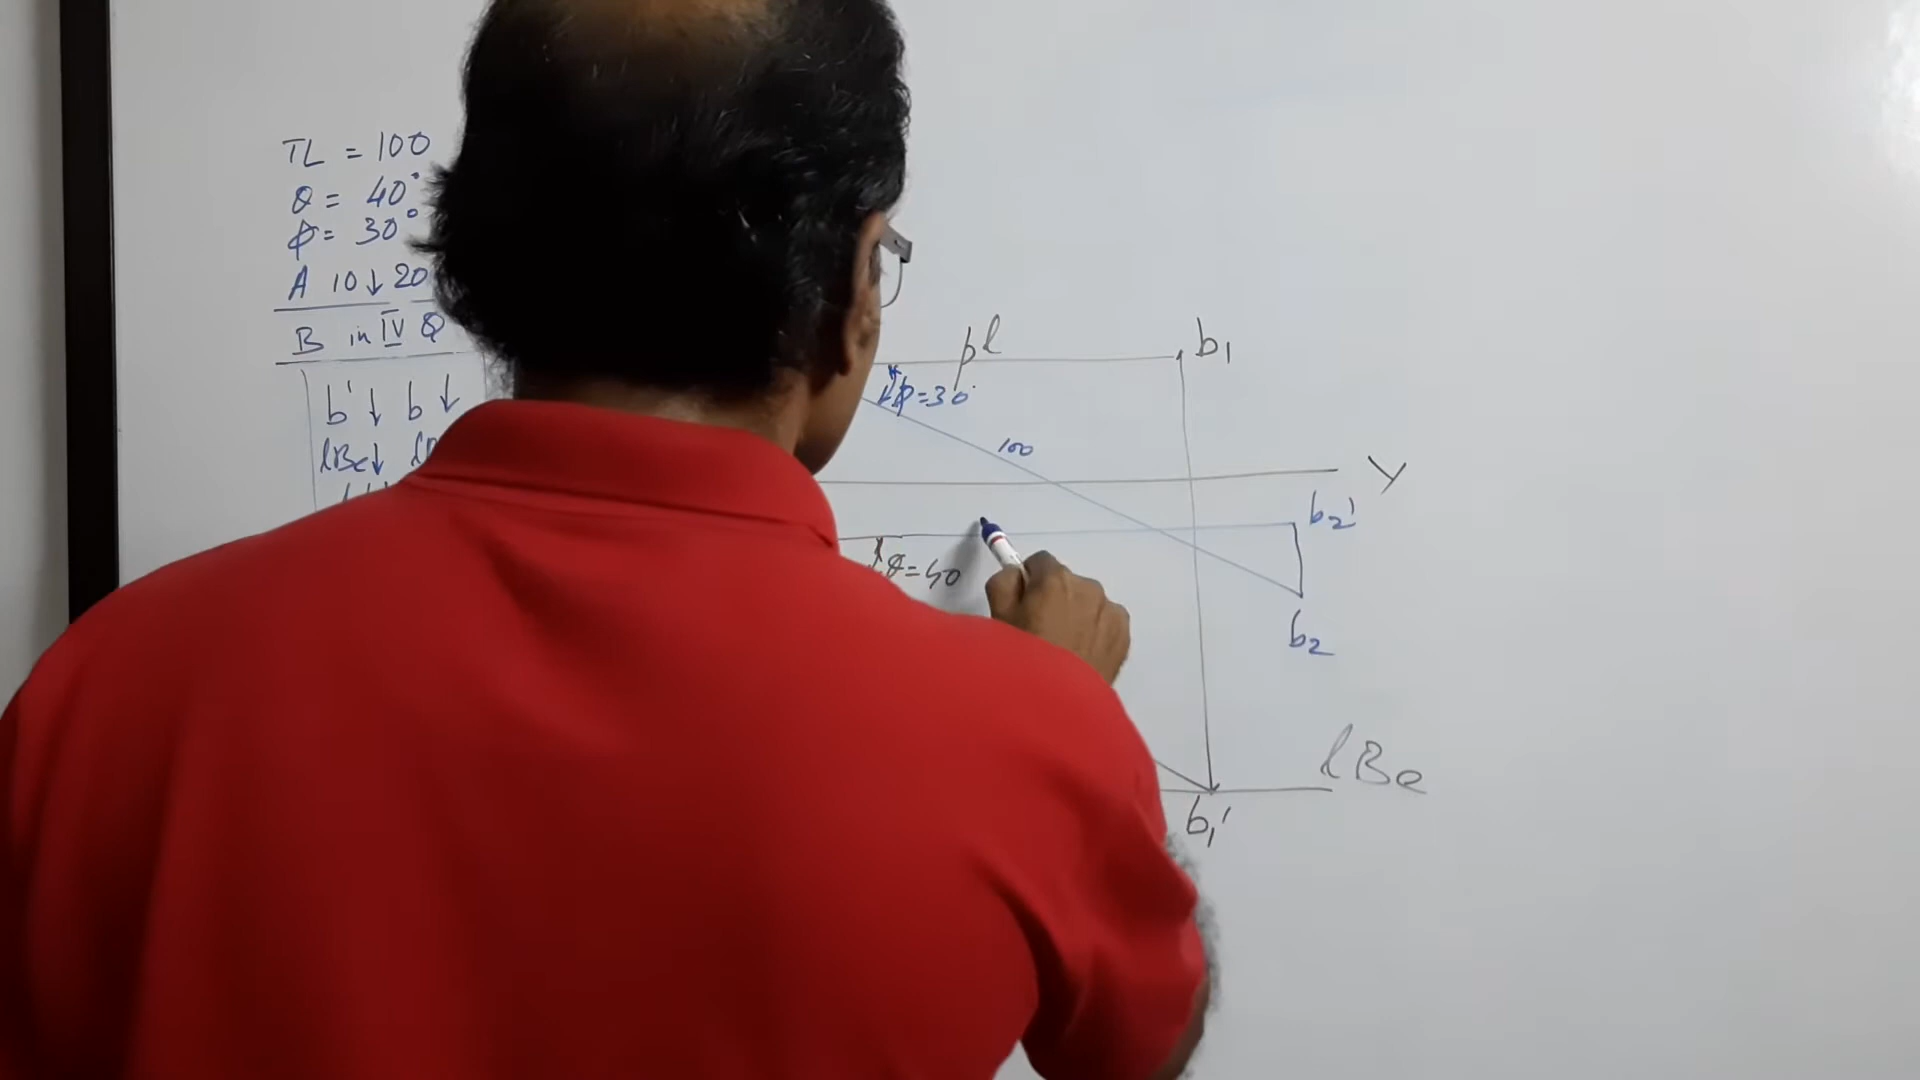 TL = 100
θ = 40°
ϕ = 30°
A 10↓ 20
B in IV Q
b'↓ b↓
lBe↓
pl
b₁
ϕ=30°
100
Y
b₂'
θ=40
b₂
lBe
b₁'